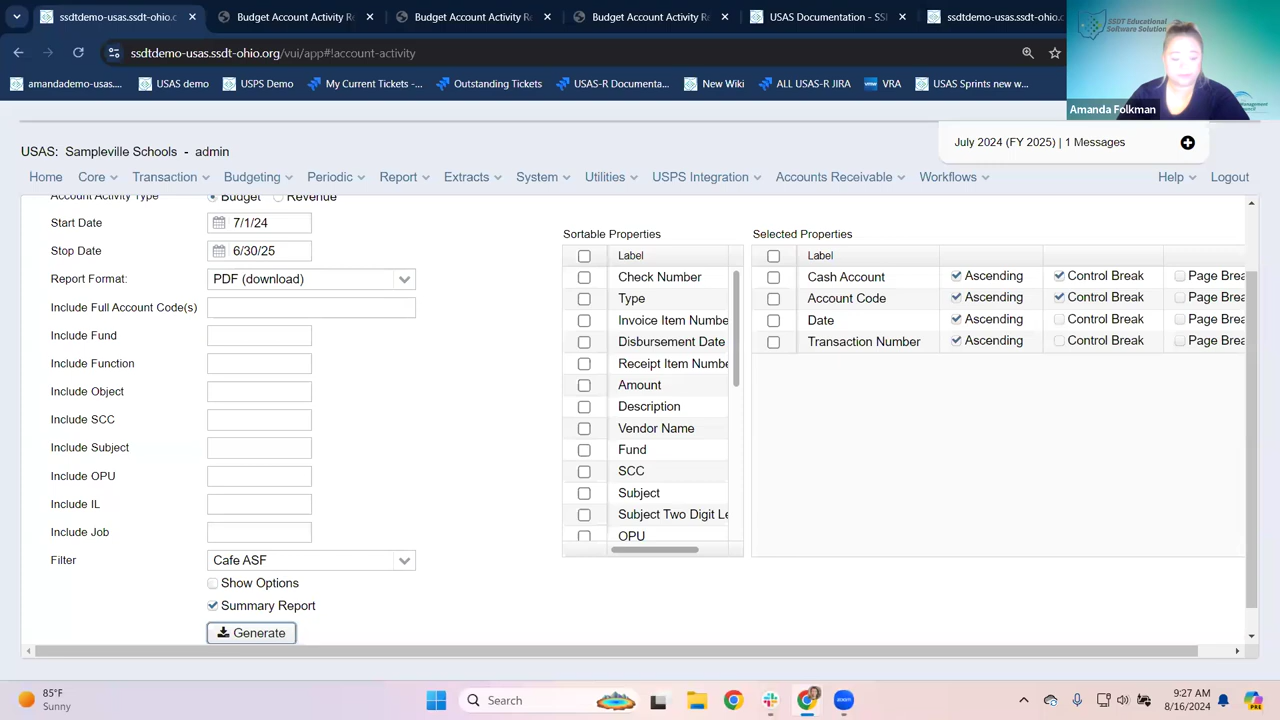 ssdtdemo-usas.ssdt-ohio.o
Budget Account Activity Re
Budget Account Activity Re
Budget Account Activity Re
USAS Documentation - SSI
ssdtdemo-usas.ssdt-ohio.c
ssdtdemo-usas.ssdt-ohio.org/vui/app#!account-activity
SSDT Educational
Software Solution
Amanda Folkman
amandademo-usas....
USAS demo
USPS Demo
My Current Tickets -...
Outstanding Tickets
USAS-R Documenta...
New Wiki
ALL USAS-R JIRA
VRA
USAS Sprints new w...
July 2024 (FY 2025) | 1 Messages
USAS: Sampleville Schools - admin
Home
Core
Transaction
Budgeting
Periodic
Report
Extracts
System
Utilities
USPS Integration
Accounts Receivable
Workflows
Help
Logout
Account Activity Type
Budget
Revenue
Start Date
7/1/24
Stop Date
6/30/25
Report Format:
PDF (download)
Include Full Account Code(s)
Include Fund
Include Function
Include Object
Include SCC
Include Subject
Include OPU
Include IL
Include Job
Filter
Cafe ASF
Show Options
Summary Report
Generate
Sortable Properties
Label
Check Number
Type
Invoice Item Numbe
Disbursement Date
Receipt Item Numbe
Amount
Description
Vendor Name
Fund
SCC
Subject
Subject Two Digit Le
OPU
Selected Properties
Label
Cash Account Ascending Control Break Page Brea
Account Code Ascending Control Break Page Brea
Date Ascending Control Break Page Brea
Transaction Number Ascending Control Break Page Brea
85°F
Sunny
Search
9:27 AM
8/16/2024
PRE